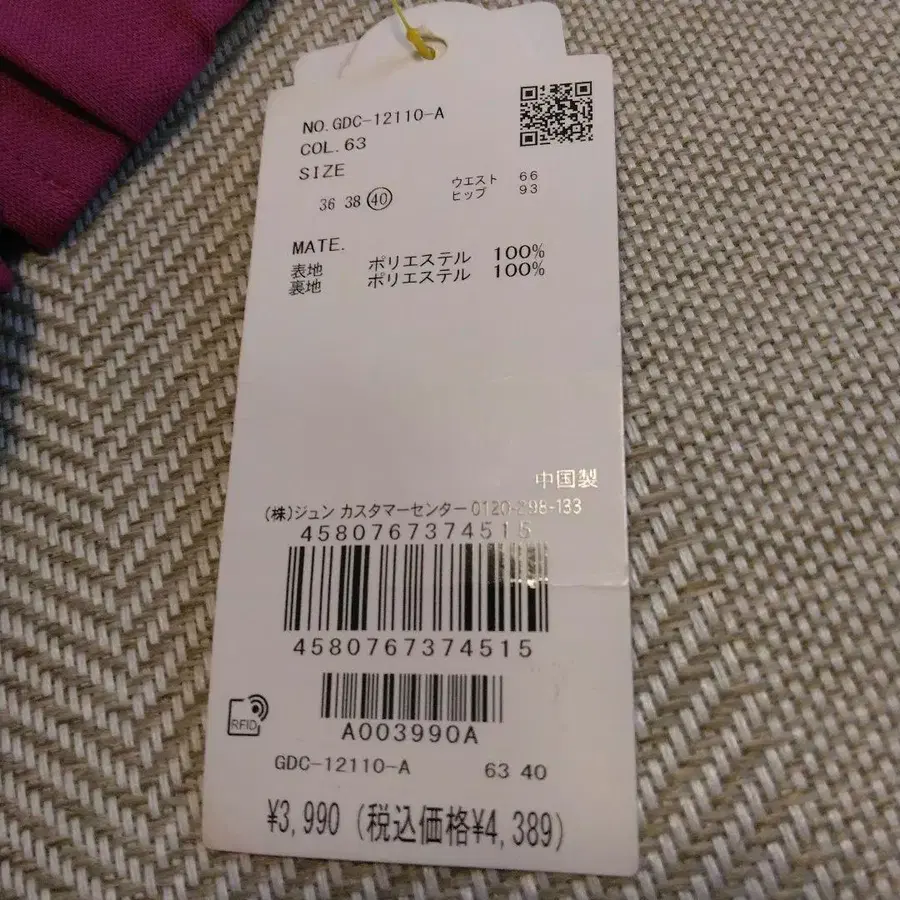 NO.GDC-12110-A
COL.63
SIZE
36 38 40
ウエスト 66
ヒップ 93
MATE.
表地 ポリエステル 100%
裏地 ポリエステル 100%
中国製
(株)ジュン カスタマーセンター 0120-298-133
4580767374515
4580767374515
RFID
A003990A
GDC-12110-A 63 40
¥3,990 (税込価格¥4,389)